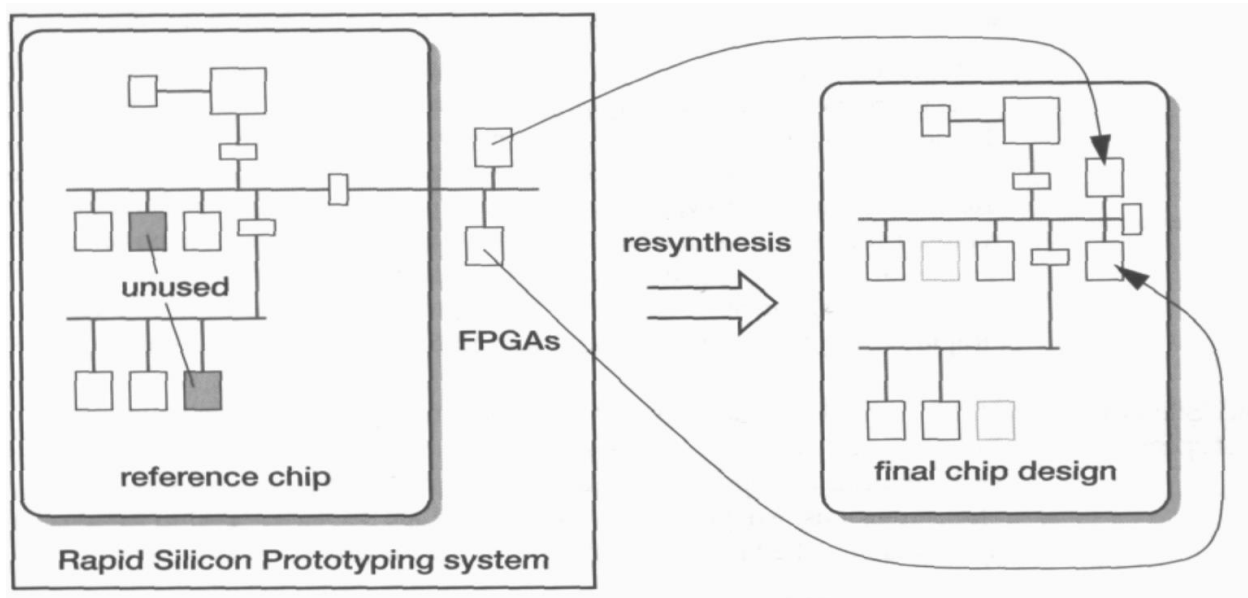 unused
FPGAs
resynthesis
reference chip
final chip design
Rapid Silicon Prototyping system